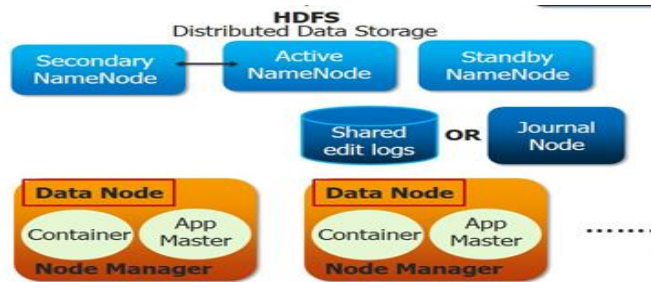 HDFS
Distributed Data Storage
Secondary
NameNode
Active
NameNode
Standby
NameNode
Shared
edit logs
OR
Journal
Node
Data Node
Container
App
Master
Node Manager
Data Node
Container
App
Master
Node Manager